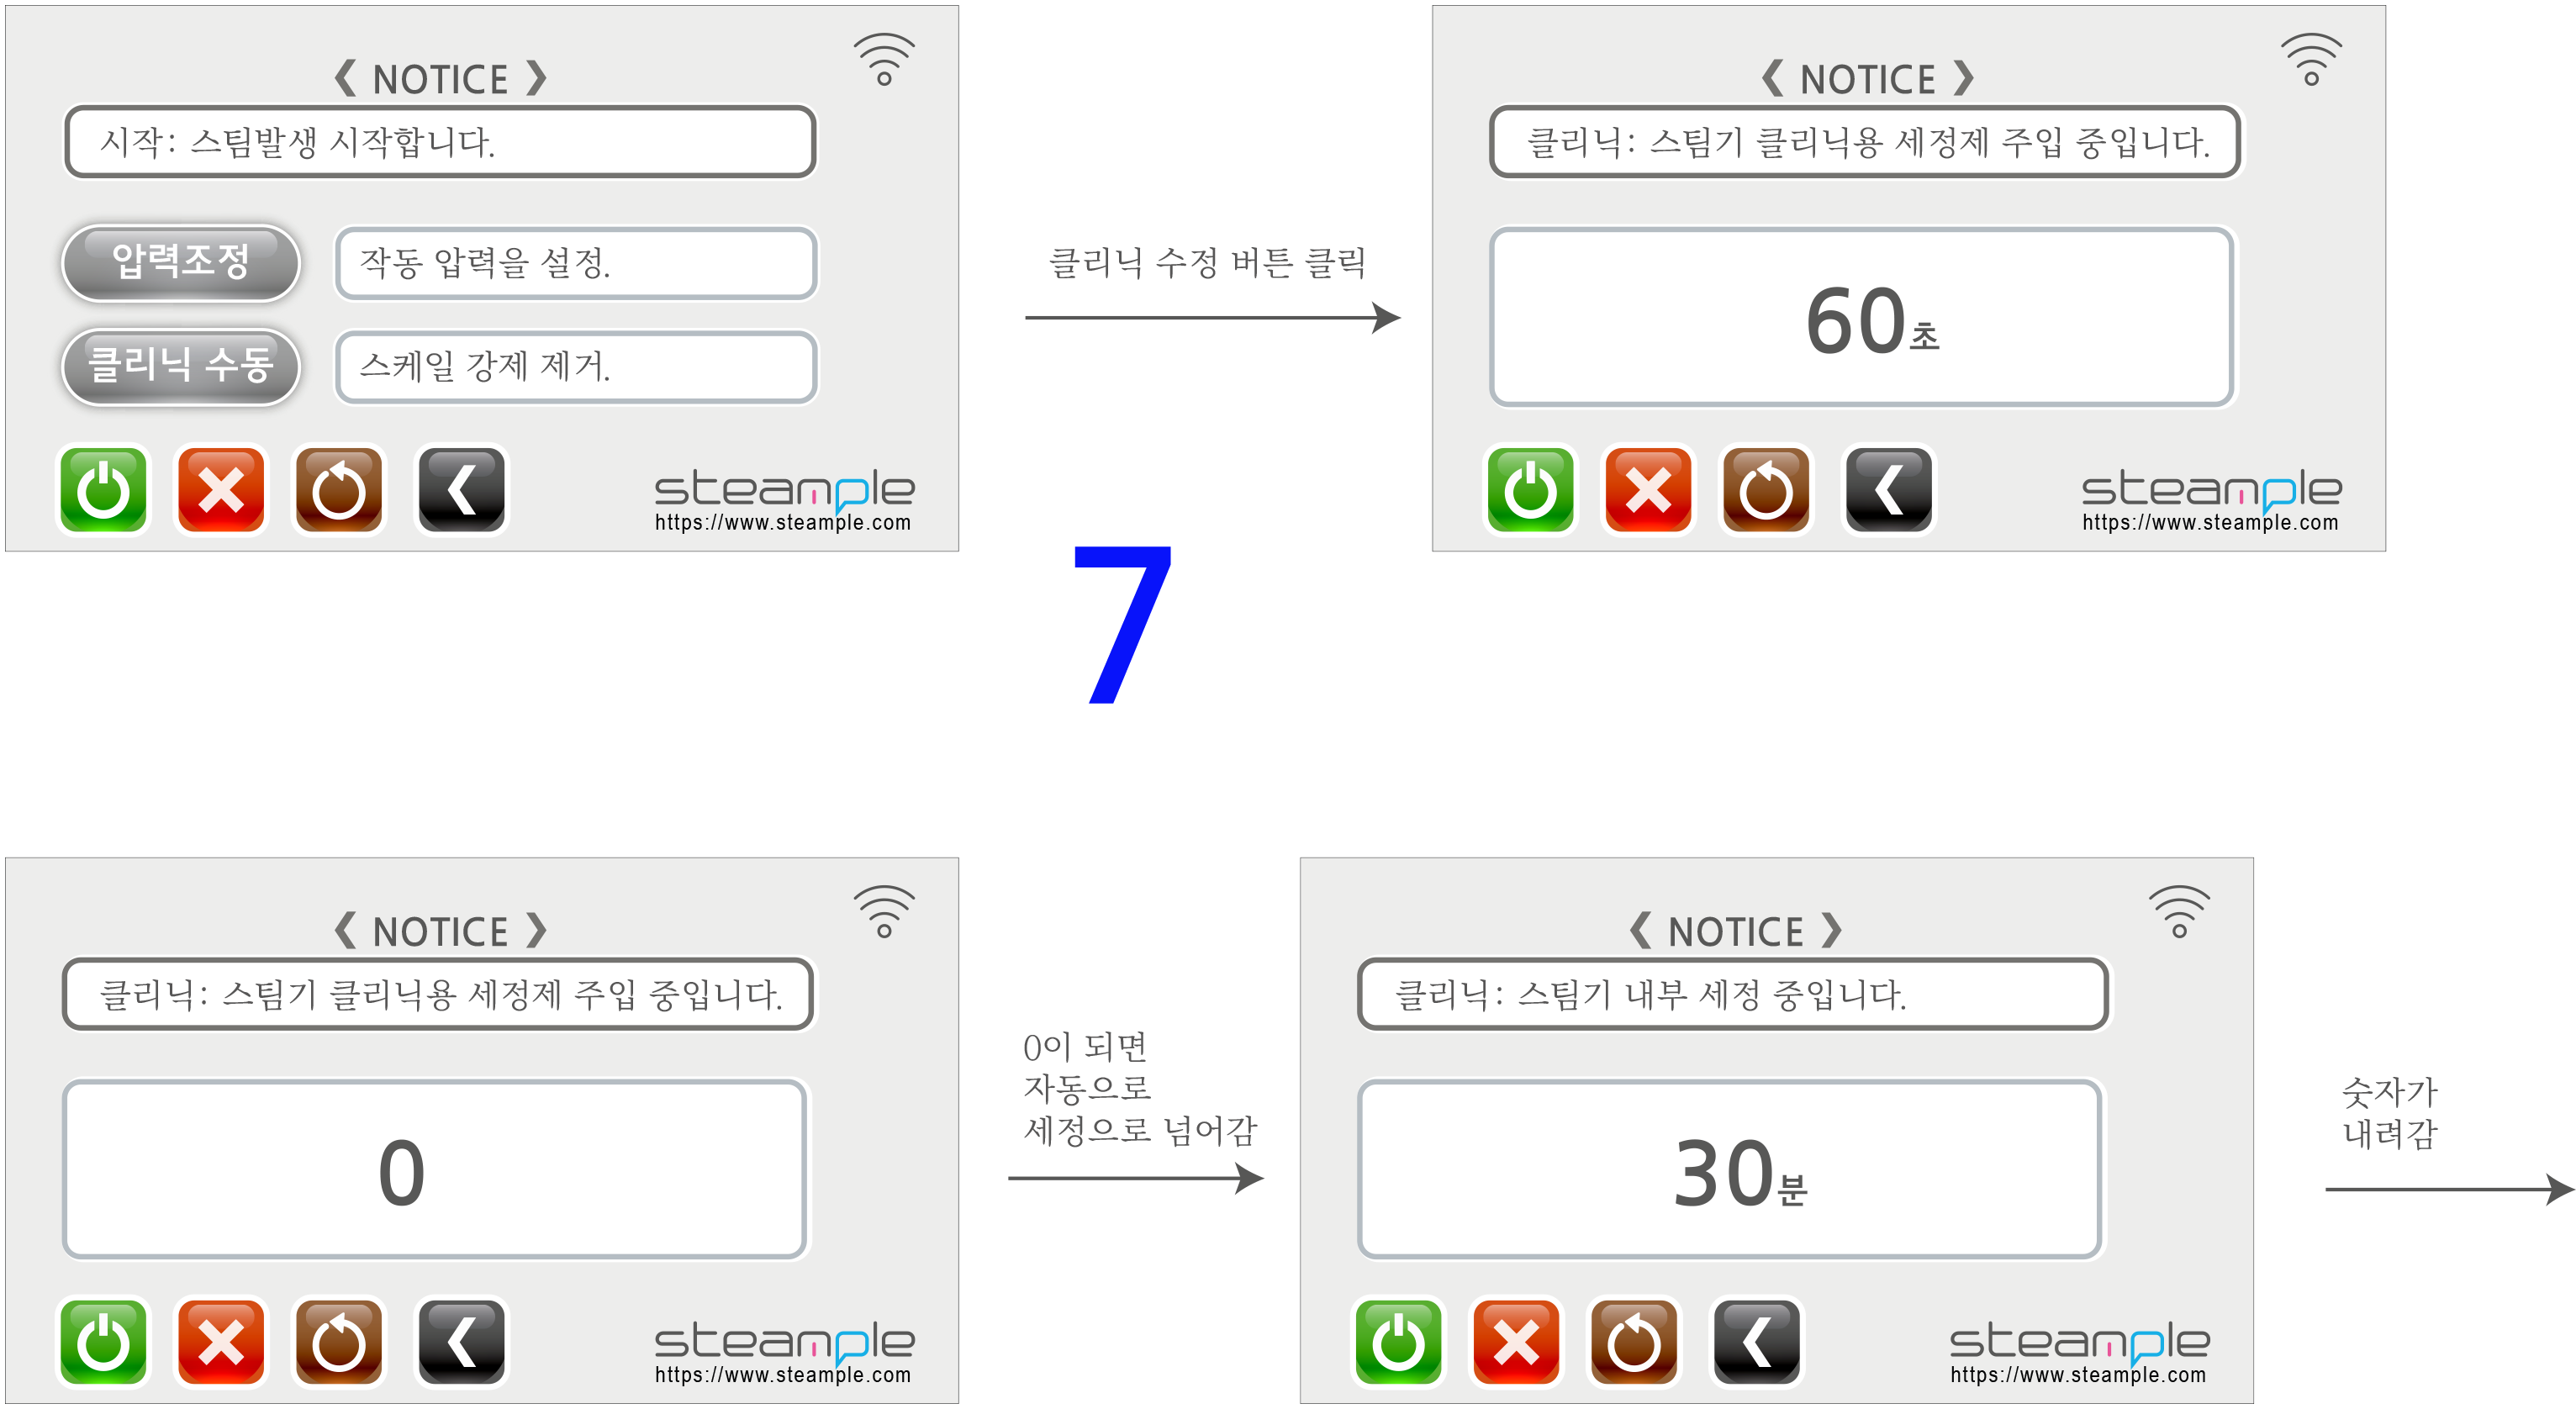 ❮ NOTICE ❯
시작: 스팀발생 시작합니다.
압력조정
작동 압력을 설정.
클리닉 수동
스케일 강제 제거.
steample
https://www.steample.com
클리닉 수정 버튼 클릭
❮ NOTICE ❯
클리닉: 스팀기 클리닉용 세정제 주입 중입니다.
60초
steample
https://www.steample.com
7
❮ NOTICE ❯
클리닉: 스팀기 클리닉용 세정제 주입 중입니다.
0
steample
https://www.steample.com
0이 되면
자동으로
세정으로 넘어감
❮ NOTICE ❯
클리닉: 스팀기 내부 세정 중입니다.
30분
steample
https://www.steample.com
숫자가
내려감